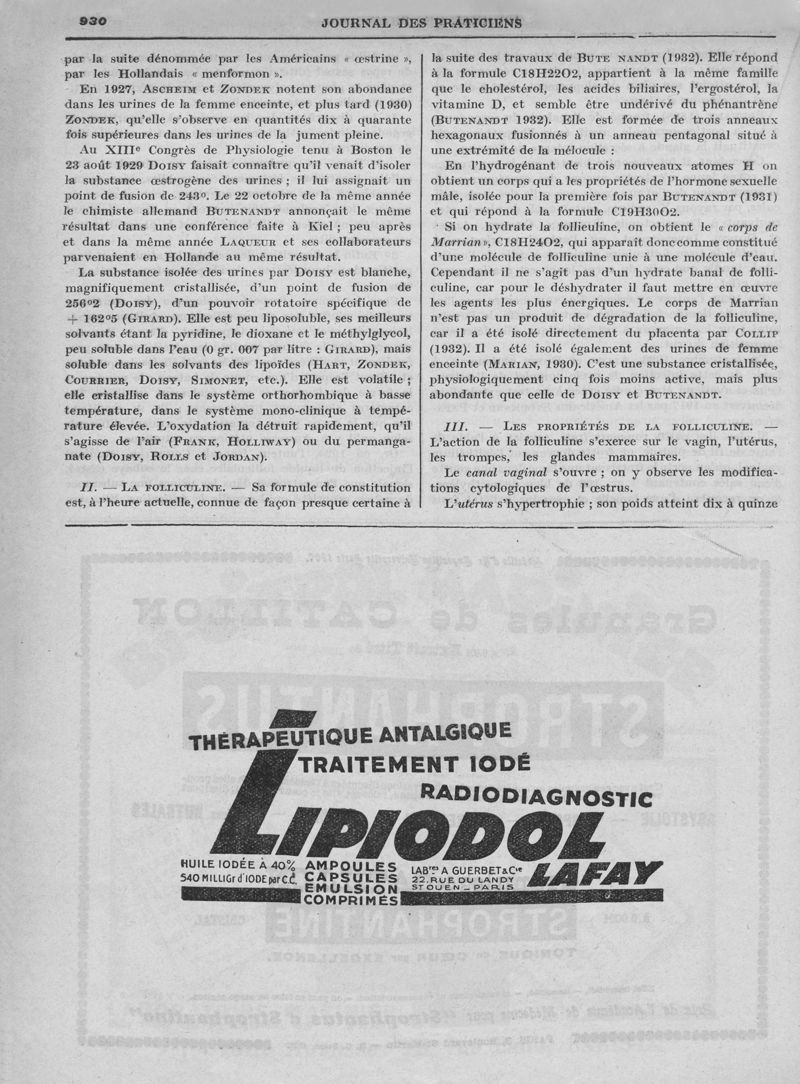 930
JOURNAL DES PRATICIENS
par la suite dénommée par les Américains « œstrine »,
par les Hollandais « menformon ».
En 1927, ASCHEIM et ZONDEK notent son abondance
dans les urines de la femme enceinte, et plus tard (1930)
ZONDEK, qu'elle s'observe en quantités dix à quarante
fois supérieures dans les urines de la jument pleine.
Au XIIIe Congrès de Physiologie tenu à Boston le
23 août 1929 DOISY faisait connaître qu'il venait d'isoler
la substance œstrogène des urines ; il lui assignait un
point de fusion de 243°. Le 22 octobre de la même année
le chimiste allemand BUTENANDT annonçait le même
résultat dans une conférence faite à Kiel ; peu après
et dans la même année LAQUEUR et ses collaborateurs
parvenaient en Hollande au même résultat.
La substance isolée des urines par DOISY est blanche,
magnifiquement cristallisée, d'un point de fusion de
256°2 (DOISY), d'un pouvoir rotatoire spécifique de
+ 162°5 (GIRARD). Elle est peu liposoluble, ses meilleurs
solvants étant la pyridine, le dioxane et le méthylglycol,
peu soluble dans l'eau (0 gr. 007 par litre : GIRARD), mais
soluble dans les solvants des lipoïdes (HART, ZONDEK,
COURRIER, DOISY, SIMONET, etc.). Elle est volatile ;
elle cristallise dans le système orthorhombique à basse
température, dans le système mono-clinique à tempé-
rature élevée. L'oxydation la détruit rapidement, qu'il
s'agisse de l'air (FRANK, HOLLIWAY) ou du permanga-
nate (DOISY, ROLLS et JORDAN).
II. — LA FOLLICULINE. — Sa formule de constitution
est, à l'heure actuelle, connue de façon presque certaine à
la suite des travaux de BUTE NANDT (1932). Elle répond
à la formule C18H22O2, appartient à la même famille
que le cholestérol, les acides biliaires, l'ergostérol, la
vitamine D, et semble être undérivé du phénantrène
(BUTENANDT 1932). Elle est formée de trois anneaux
hexagonaux fusionnés à un anneau pentagonal situé à
une extrémité de la mélocule :
En l'hydrogénant de trois nouveaux atomes H on
obtient un corps qui a les propriétés de l'hormone sexuelle
mâle, isolée pour la première fois par BUTENANDT (1931)
et qui répond à la formule C19H30O2.
Si on hydrate la folliculine, on obtient le « corps de
Marrian », C18H24O2, qui apparaît donc comme constitué
d'une molécule de folliculine unie à une molécule d'eau.
Cependant il ne s'agît pas d'un hydrate banal de folli-
culine, car pour le déshydrater il faut mettre en œuvre
les agents les plus énergiques. Le corps de Marrian
n'est pas un produit de dégradation de la folliculine,
car il a été isolé directement du placenta par COLLIP
(1932). Il a été isolé également des urines de femme
enceinte (MARIAN, 1930). C'est une substance cristallisée,
physiologiquement cinq fois moins active, mais plus
abondante que celle de DOISY et BUTENANDT.
III. — LES PROPRIÉTÉS DE LA FOLLICULINE. —
L'action de la folliculine s'exerce sur le vagin, l'utérus,
les trompes, les glandes mammaires.
Le canal vaginal s'ouvre ; on y observe les modifica-
tions cytologiques de l'œstrus.
L'utérus s'hypertrophie ; son poids atteint dix à quinze
THÉRAPEUTIQUE ANTALGIQUE
TRAITEMENT IODÉ
RADIODIAGNOSTIC
LIPIODOL
LAFAY
HUILE IODÉE À 40%
540 MILLIGr d'IODE par C.C.
AMPOULES
CAPSULES
EMULSION
COMPRIMÉS
LABres A GUERBET & Cie
22, RUE DU LANDY
ST OUEN — PARIS